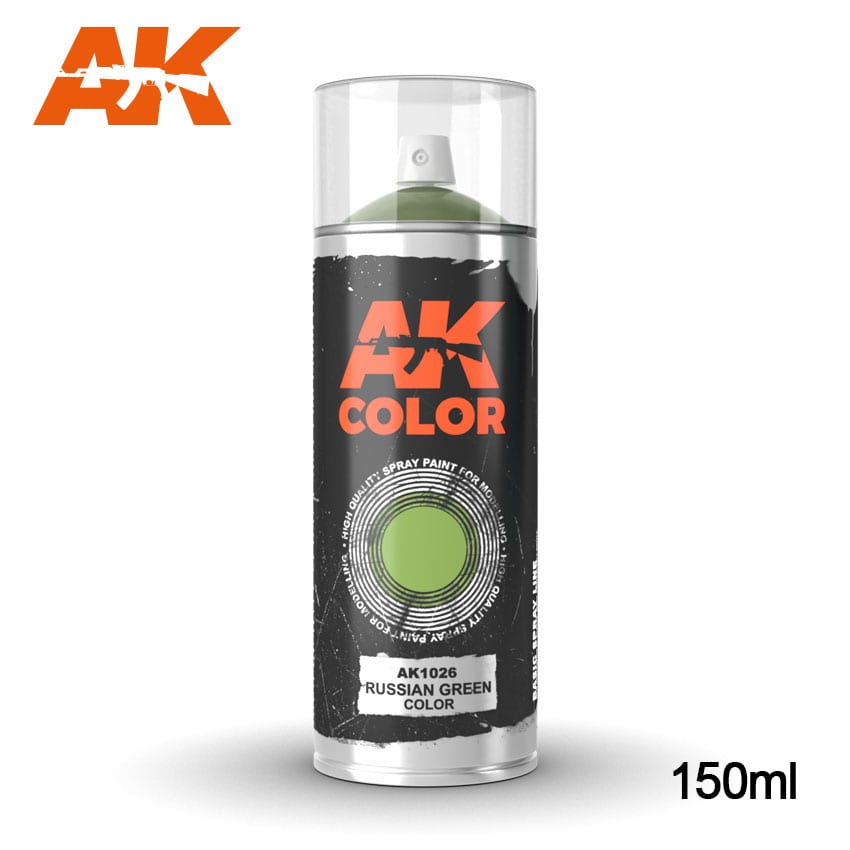 AK
AK
COLOR
• HIGH QUALITY SPRAY PAINT FOR MODELLING • HIGH QUALITY SPRAY PAINT FOR MODELLING
AK1026
RUSSIAN GREEN
COLOR
BASIC SPRAY LINE
150ml